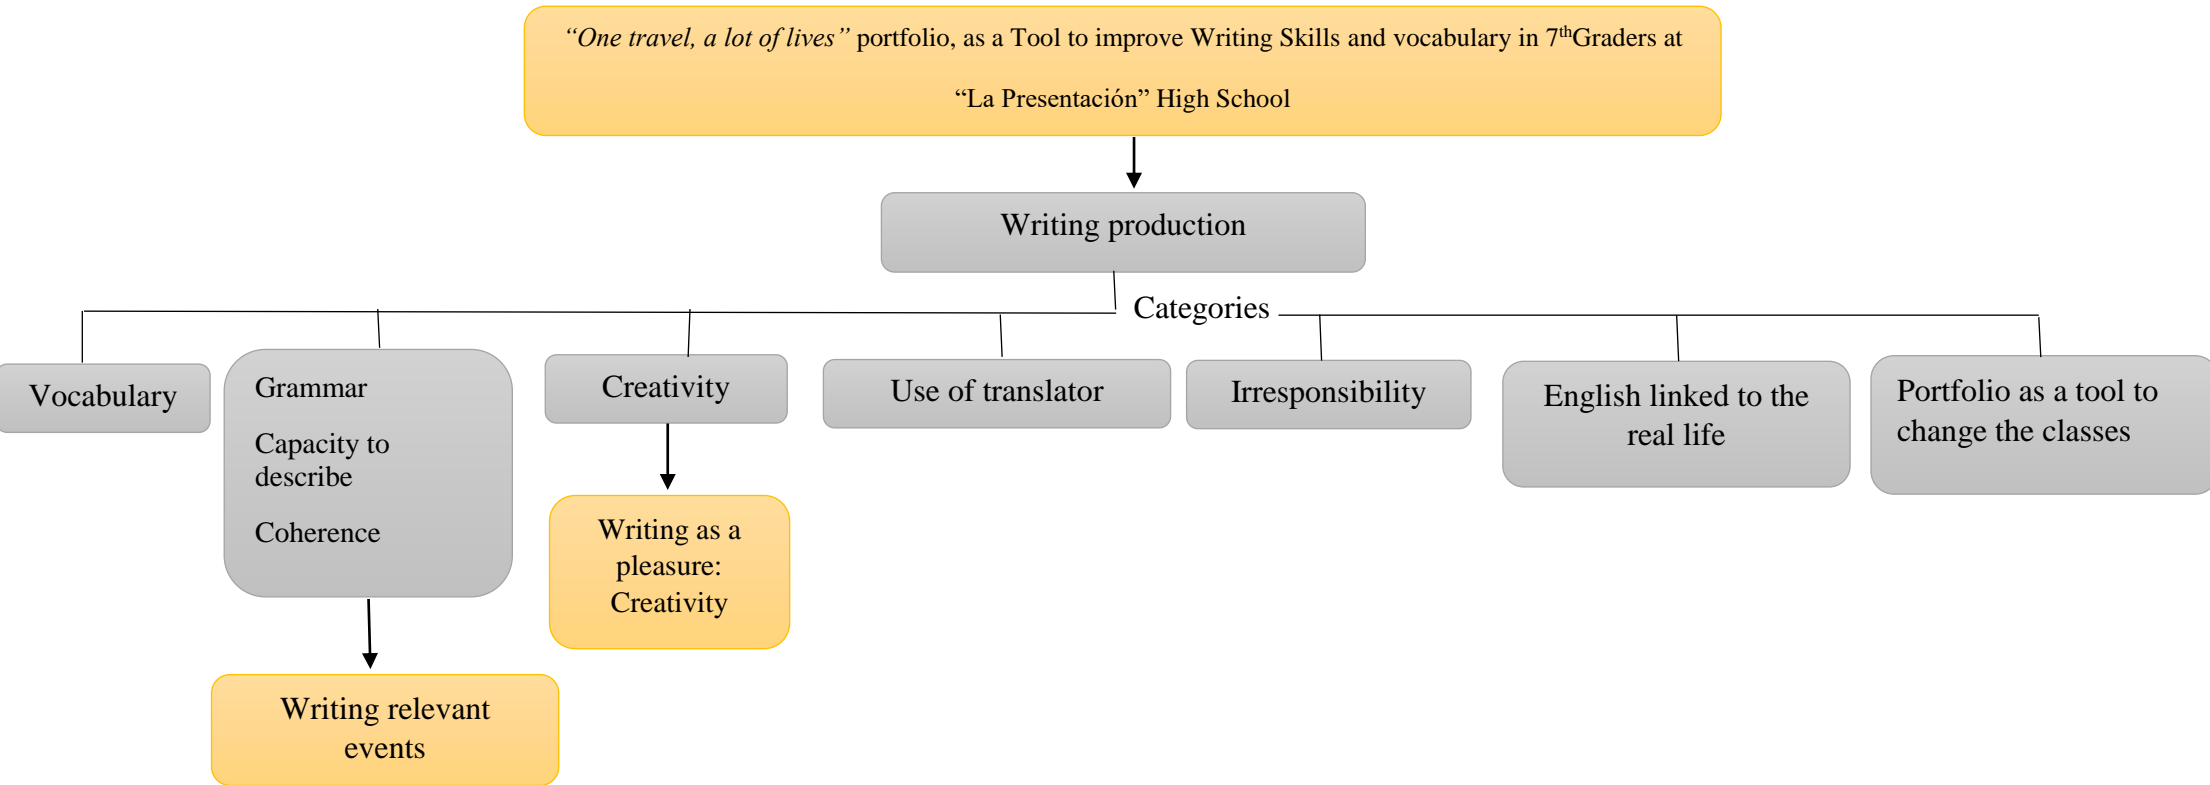 “One travel, a lot of lives” portfolio, as a Tool to improve Writing Skills and vocabulary in 7thGraders at
“La Presentación” High School
Writing production
Categories
Vocabulary
Grammar
Capacity to
describe
Coherence
Creativity
Use of translator
Irresponsibility
English linked to the
real life
Portfolio as a tool to
change the classes
Writing as a
pleasure:
Creativity
Writing relevant
events